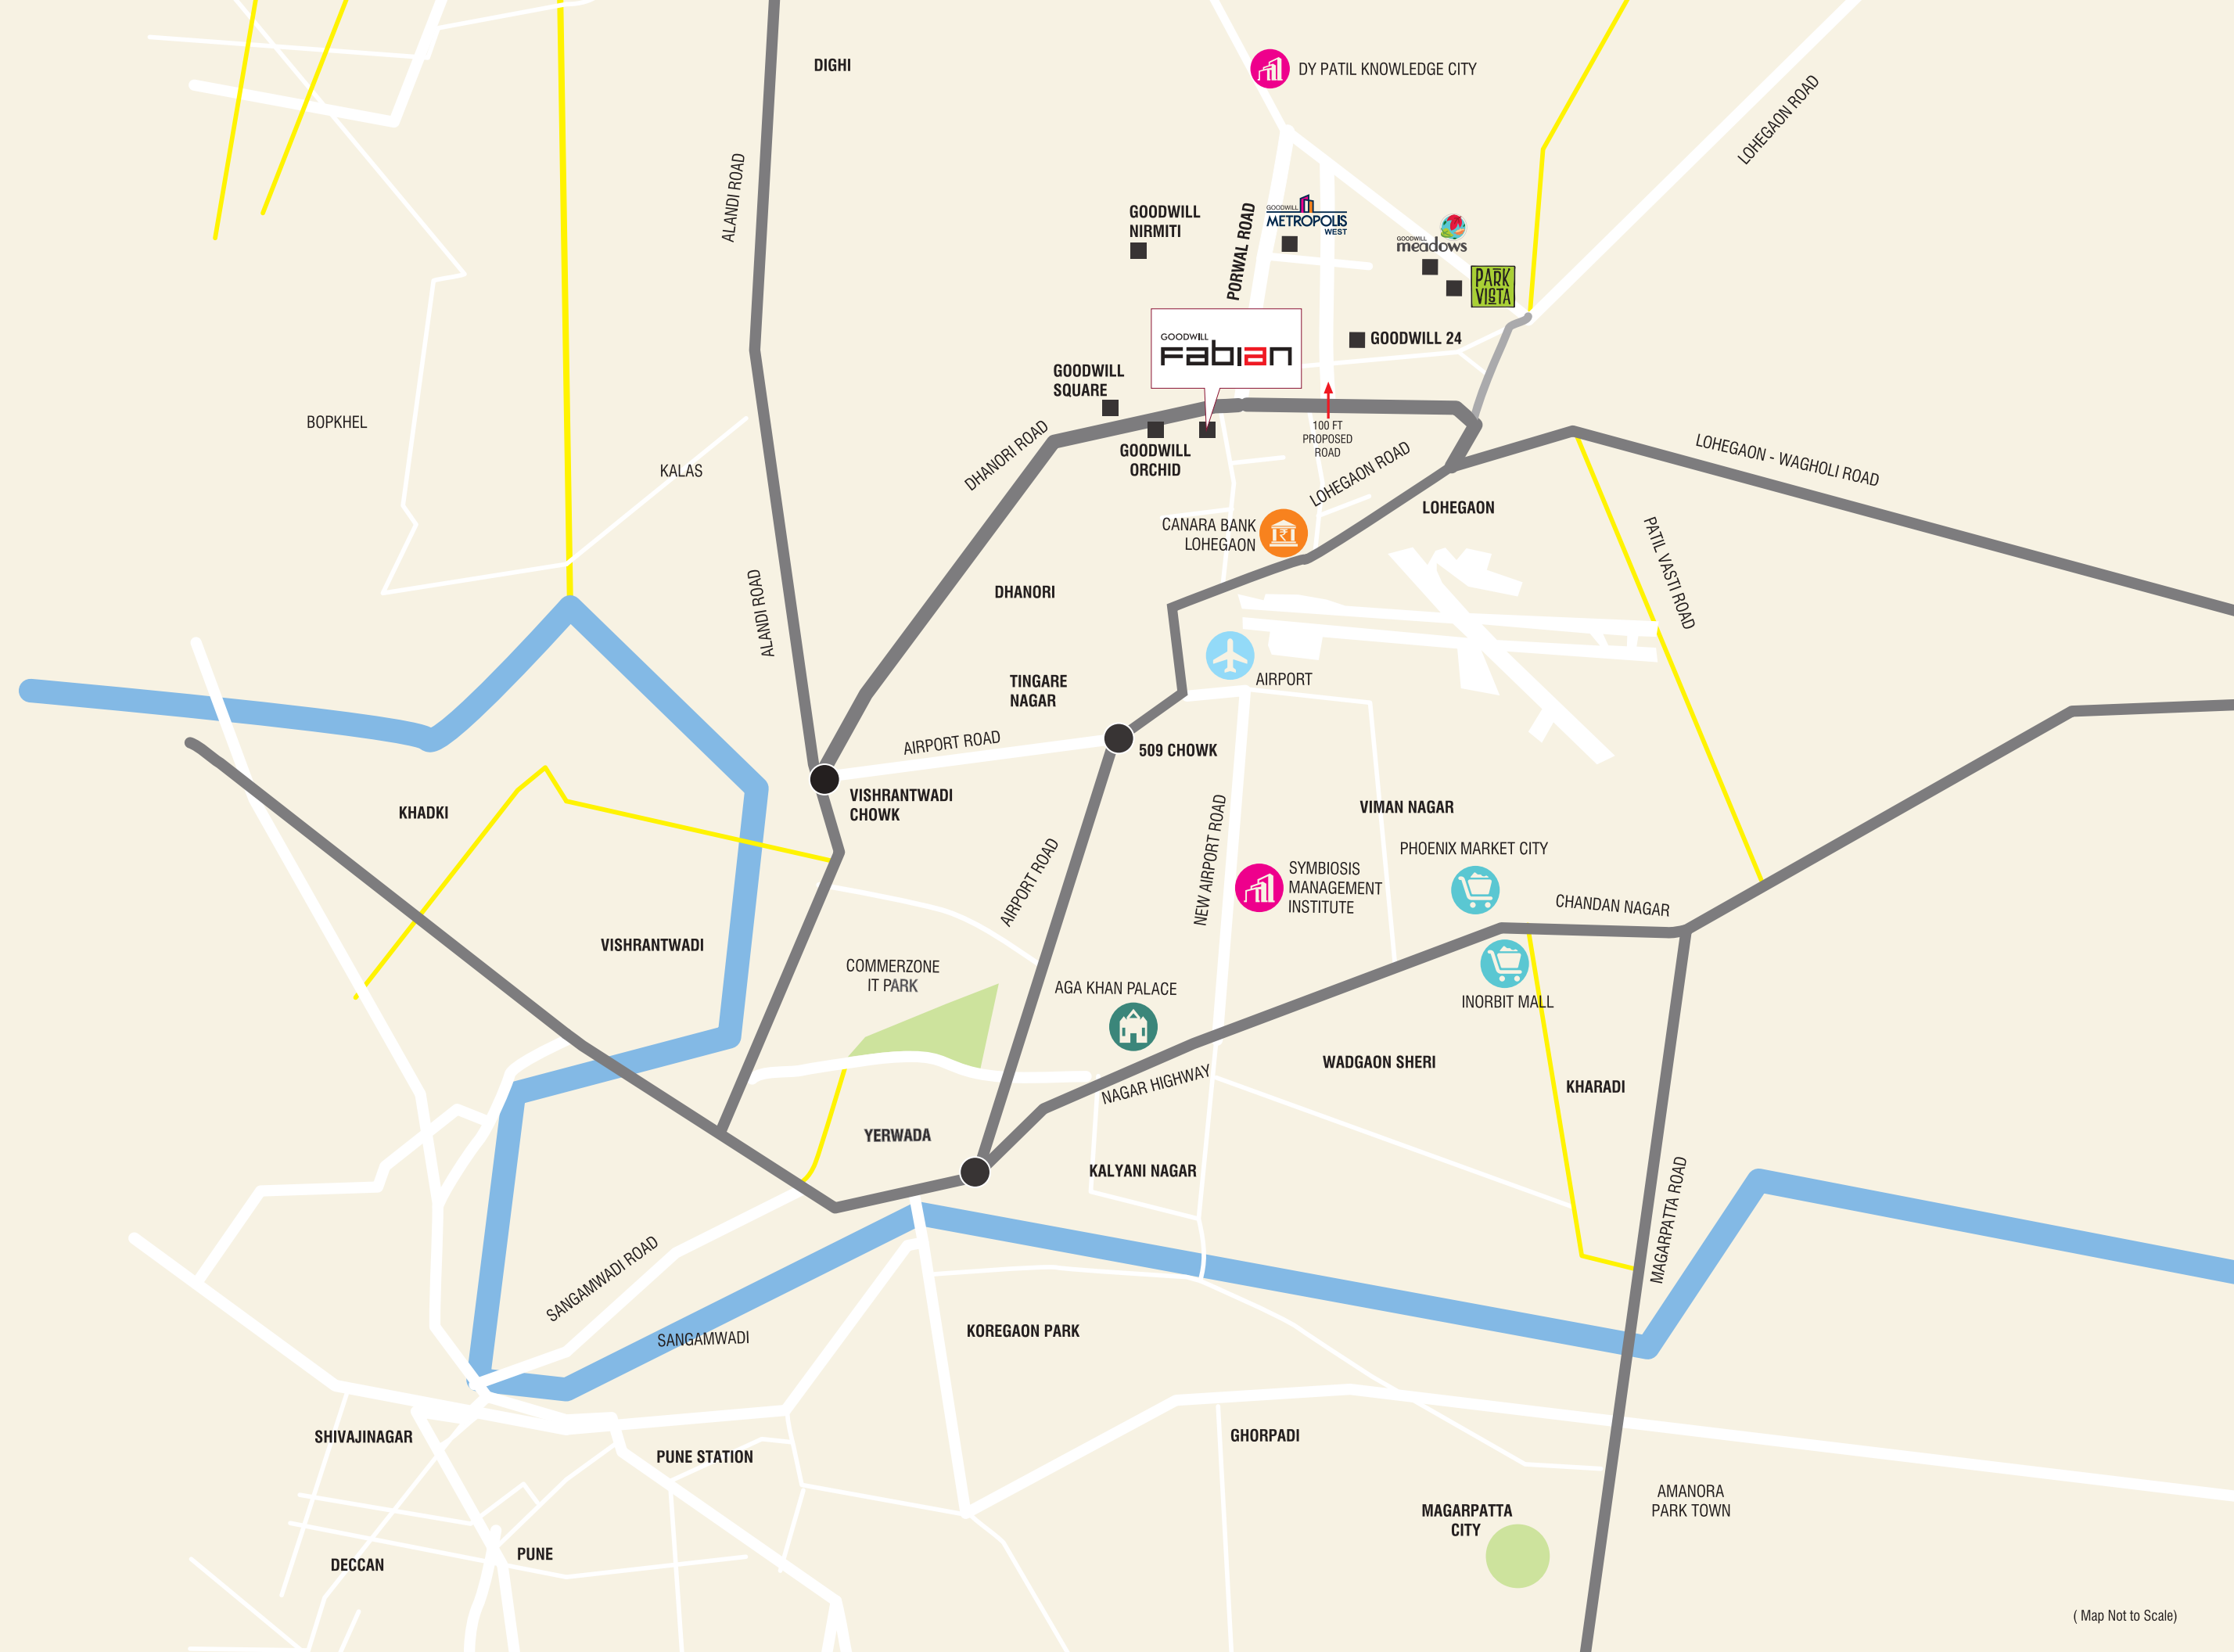 DIGHI
DY PATIL KNOWLEDGE CITY
LOHEGAON ROAD
ALANDI ROAD
GOODWILL
NIRMITI
PORWAL ROAD
GOODWILL
METROPOLIS
WEST
GOODWILL
meadows
PARK
VISTA
GOODWILL
Fabian
GOODWILL 24
GOODWILL
SQUARE
BOPKHEL
KALAS
DHANORI ROAD
GOODWILL
ORCHID
100 FT
PROPOSED
ROAD
LOHEGAON ROAD
LOHEGAON - WAGHOLI ROAD
LOHEGAON
CANARA BANK
LOHEGAON
PATIL VASTI ROAD
ALANDI ROAD
DHANORI
TINGARE
NAGAR
AIRPORT
AIRPORT ROAD
509 CHOWK
VISHRANTWADI
CHOWK
KHADKI
VIMAN NAGAR
NEW AIRPORT ROAD
AIRPORT ROAD
PHOENIX MARKET CITY
SYMBIOSIS
MANAGEMENT
INSTITUTE
CHANDAN NAGAR
VISHRANTWADI
COMMERZONE
IT PARK
AGA KHAN PALACE
INORBIT MALL
WADGAON SHERI
NAGAR HIGHWAY
KHARADI
YERWADA
KALYANI NAGAR
MAGARPATTA ROAD
SANGAMWADI ROAD
SANGAMWADI
KOREGAON PARK
SHIVAJINAGAR
PUNE STATION
GHORPADI
AMANORA
PARK TOWN
MAGARPATTA
CITY
PUNE
DECCAN
( Map Not to Scale)